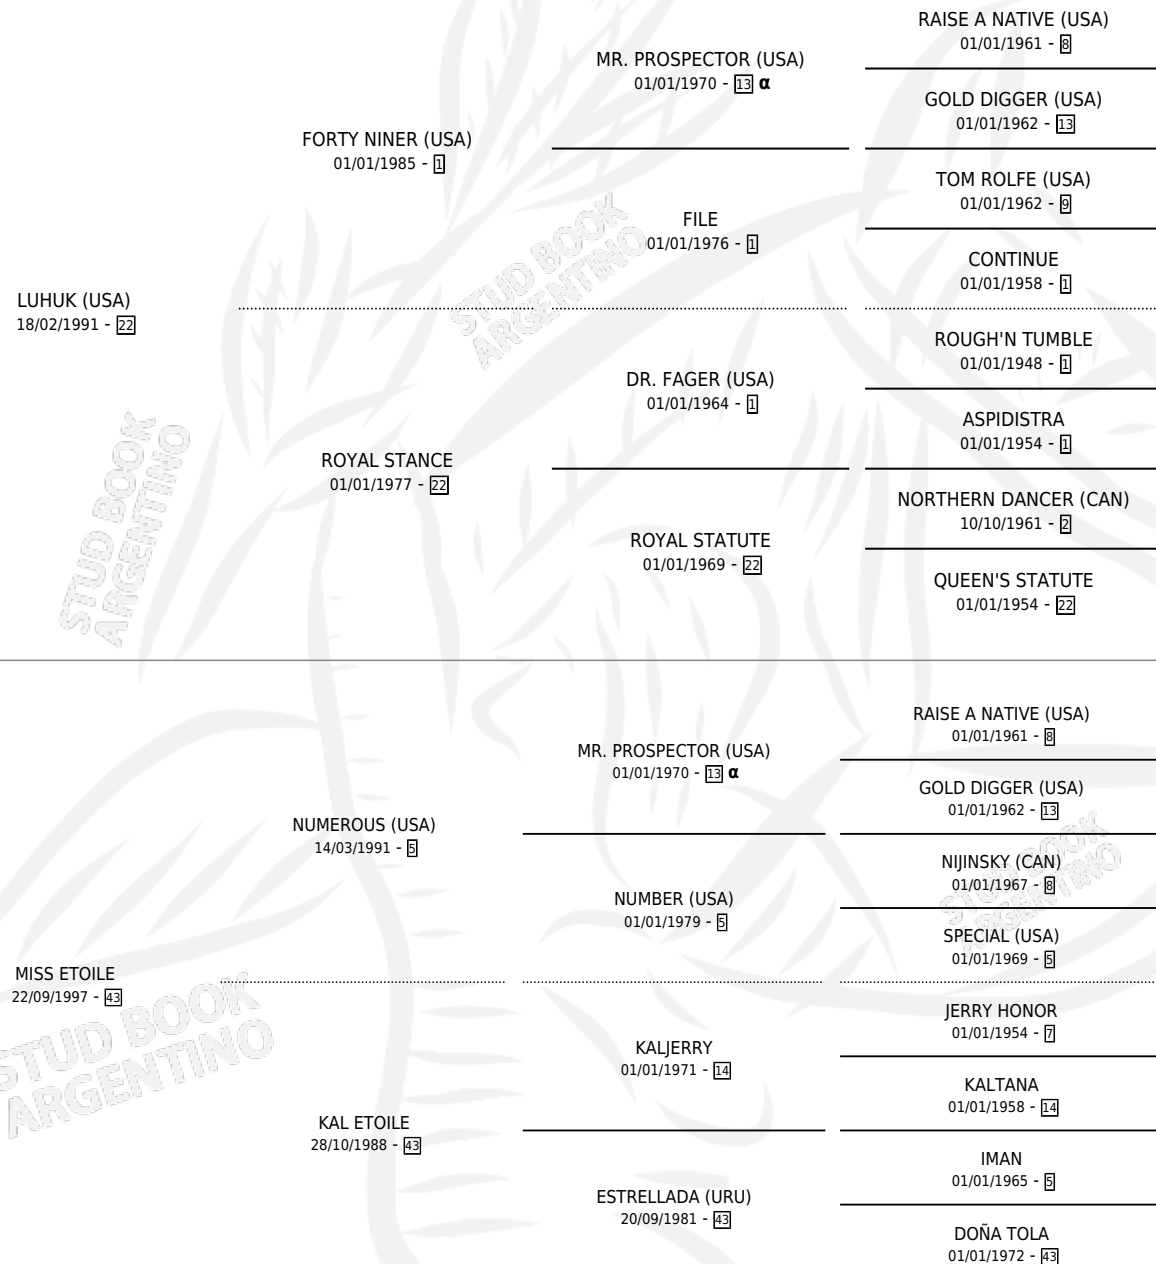 RAISE A NATIVE (USA)
01/01/1961 - 8
MR. PROSPECTOR (USA)
01/01/1970 - 13 α
GOLD DIGGER (USA)
01/01/1962 - 13
FORTY NINER (USA)
01/01/1985 - 1
TOM ROLFE (USA)
01/01/1962 - 9
FILE
01/01/1976 - 1
CONTINUE
01/01/1958 - 1
LUHUK (USA)
18/02/1991 - 22
ROUGH'N TUMBLE
01/01/1948 - 1
DR. FAGER (USA)
01/01/1964 - 1
ASPIDISTRA
01/01/1954 - 1
ROYAL STANCE
01/01/1977 - 22
NORTHERN DANCER (CAN)
10/10/1961 - 2
ROYAL STATUTE
01/01/1969 - 22
QUEEN'S STATUTE
01/01/1954 - 22
RAISE A NATIVE (USA)
01/01/1961 - 8
MR. PROSPECTOR (USA)
01/01/1970 - 13 α
GOLD DIGGER (USA)
01/01/1962 - 13
NUMEROUS (USA)
14/03/1991 - 5
NIJINSKY (CAN)
01/01/1967 - 8
NUMBER (USA)
01/01/1979 - 5
SPECIAL (USA)
01/01/1969 - 5
MISS ETOILE
22/09/1997 - 43
JERRY HONOR
01/01/1954 - 7
KALJERRY
01/01/1971 - 14
KALTANA
01/01/1958 - 14
KAL ETOILE
28/10/1988 - 43
IMAN
01/01/1965 - 5
ESTRELLADA (URU)
20/09/1981 - 43
DOÑA TOLA
01/01/1972 - 43
STUD BOOK
ARGENTINO
STUD BOOK
ARGENTINO
STUD BOOK
ARGENTINO
STUD BOOK
ARGENTINO